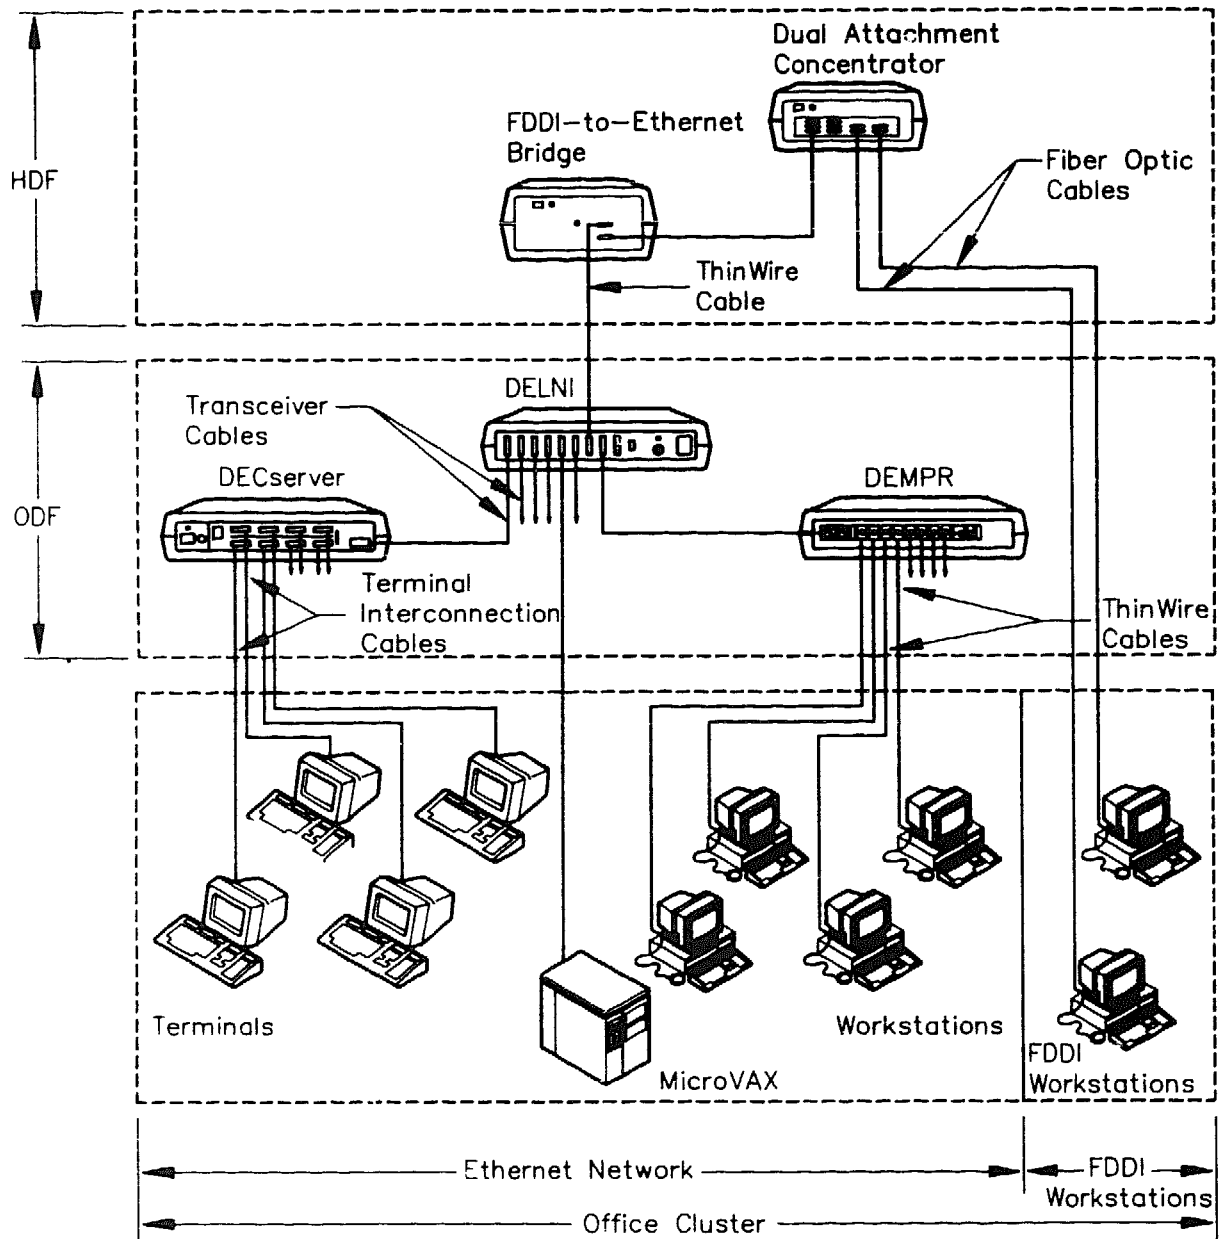 Dual Attachment
Concentrator
FDDI-to-Ethernet
Bridge
HDF
Fiber Optic
Cables
ThinWire
Cable
DELNI
Transceiver
Cables
DECserver
DEMPR
ODF
Terminal
Interconnection
Cables
ThinWire
Cables
Terminals
Workstations
MicroVAX
FDDI
Workstations
Ethernet Network
FDDI
Workstations
Office Cluster